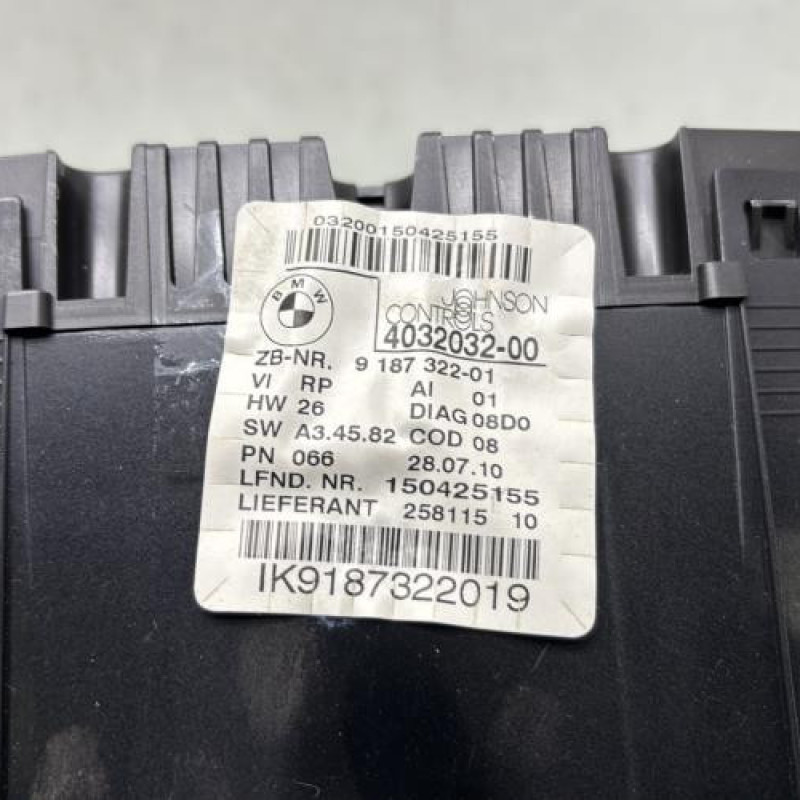 03200150425155
BMW
JOHNSON
CONTROLS
4032032-00
ZB-NR. 9 187 322-01
VI RP AI 01
HW 26 DIAG 08D0
SW A3.45.82 COD 08
PN 066 28.07.10
LFND. NR. 150425155
LIEFERANT 258115 10
IK9187322019